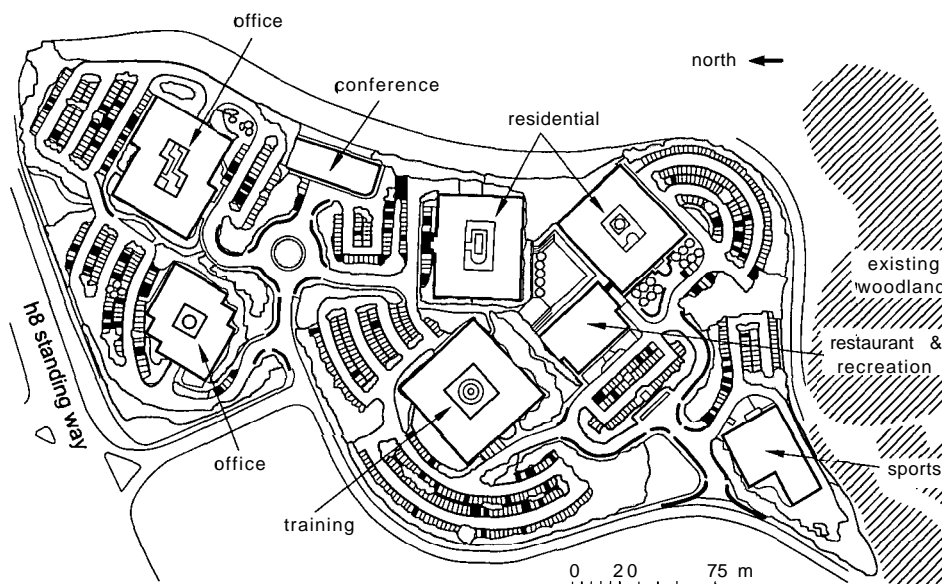 office
conference
north
residential
existing
woodland
restaurant &
recreation
h8 standing way
office
sports
training
0 20 75 m